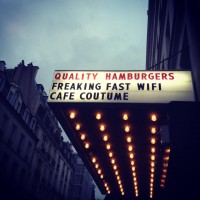 QUALITY HAMBURGERS
FREAKING FAST WIFI
CAFE COUTUME